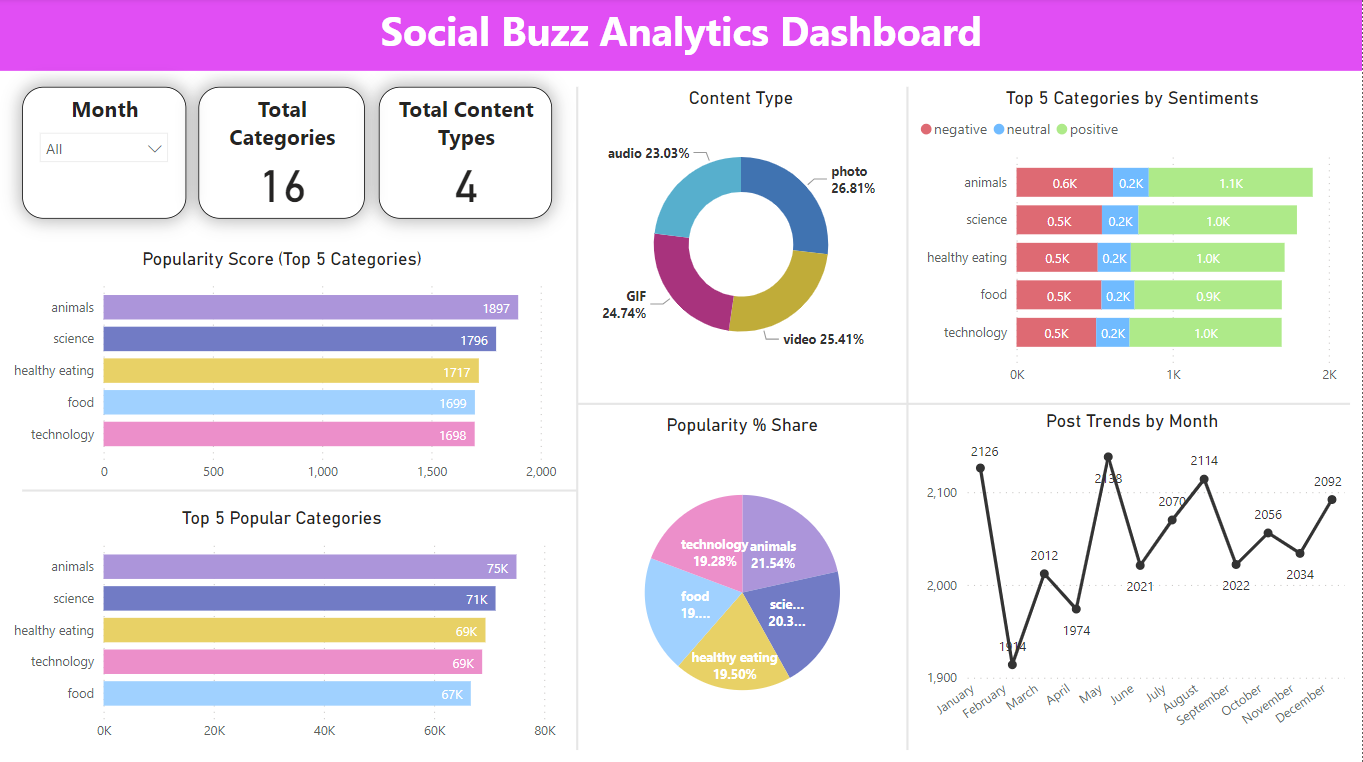 Social Buzz Analytics Dashboard
Month
All
Total
Categories
16
Total Content
Types
4
Popularity Score (Top 5 Categories)
animals
1897
science
1796
healthy eating
1717
food
1699
technology
1698
0
500
1,000
1,500
2,000
Top 5 Popular Categories
animals
75K
science
71K
healthy eating
69K
technology
69K
food
67K
0K
20K
40K
60K
80K
Content Type
audio 23.03%
photo
26.81%
GIF
24.74%
video 25.41%
Popularity % Share
technology
19.28%
animals
21.54%
food
19....
scie...
20.3...
healthy eating
19.50%
Top 5 Categories by Sentiments
negative neutral positive
animals
0.6K 0.2K 1.1K
science
0.5K 0.2K 1.0K
healthy eating
0.5K 0.2K 1.0K
food
0.5K 0.2K 0.9K
technology
0.5K 0.2K 1.0K
0K
1K
2K
Post Trends by Month
2,100
2,000
1,900
2126
1914
2012
1974
2138
2021
2070
2114
2022
2056
2034
2092
January
February
March
April
May
June
July
August
September
October
November
December